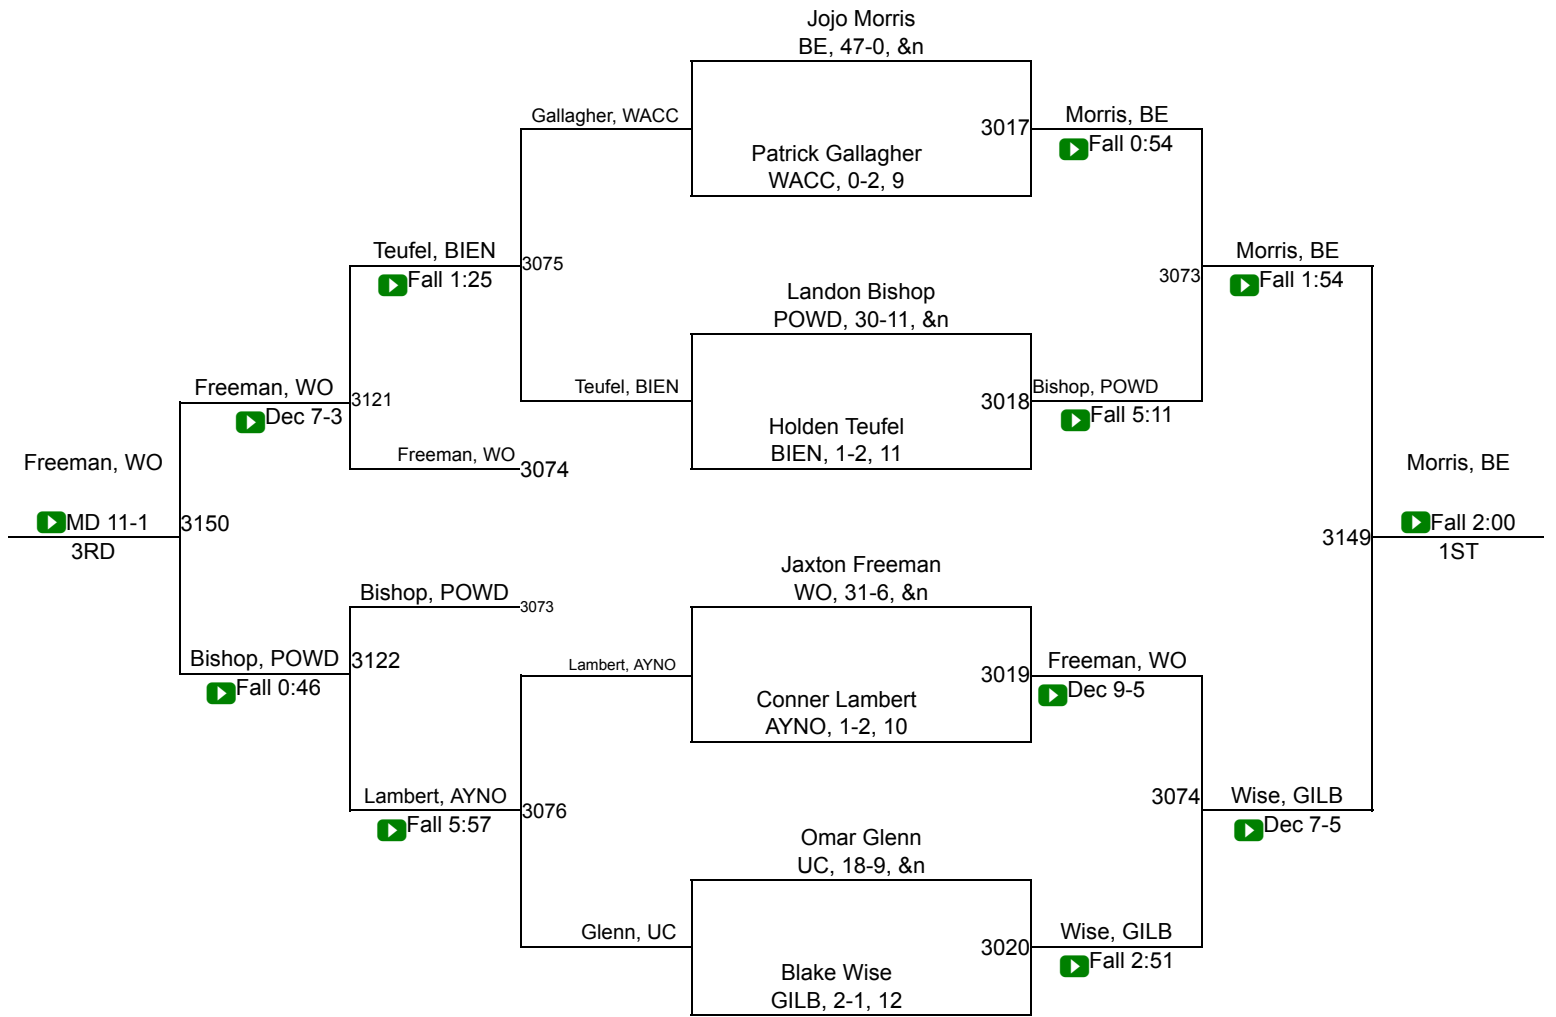 Jojo Morris
BE, 47-0, &n
Gallagher, WACC
3017
Morris, BE
Fall 0:54
Patrick Gallagher
WACC, 0-2, 9
Teufel, BIEN
Fall 1:25
3075
3073
Morris, BE
Fall 1:54
Landon Bishop
POWD, 30-11, &n
Freeman, WO
Dec 7-3
3121
Teufel, BIEN
3018
Bishop, POWD
Fall 5:11
Holden Teufel
BIEN, 1-2, 11
Freeman, WO
3074
Freeman, WO
MD 11-1
3RD
3150
3149
Morris, BE
Fall 2:00
1ST
Jaxton Freeman
WO, 31-6, &n
Bishop, POWD
3073
Bishop, POWD
Fall 0:46
3122
Lambert, AYNO
3019
Freeman, WO
Dec 9-5
Conner Lambert
AYNO, 1-2, 10
Lambert, AYNO
Fall 5:57
3076
3074
Wise, GILB
Dec 7-5
Omar Glenn
UC, 18-9, &n
Glenn, UC
3020
Wise, GILB
Fall 2:51
Blake Wise
GILB, 2-1, 12